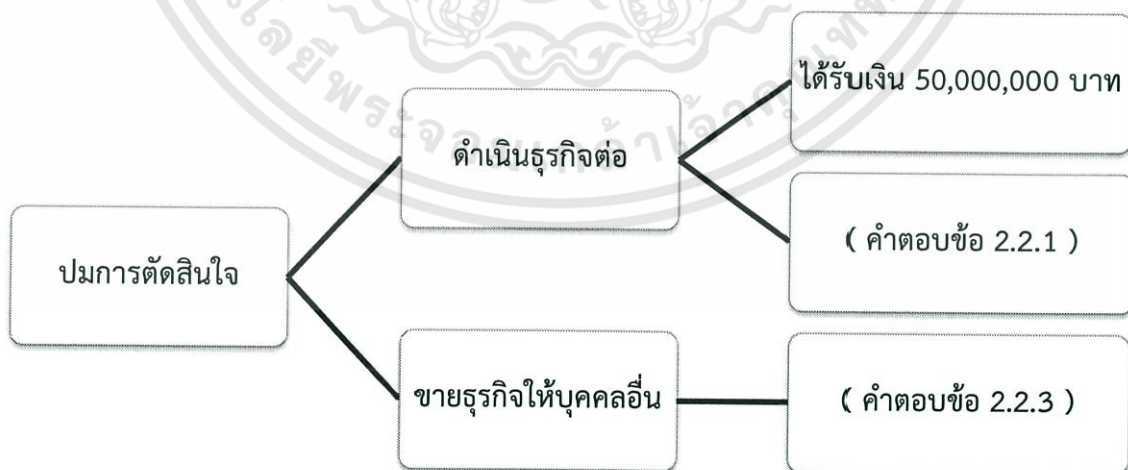 ได้รับเงิน 50,000,000 บาท
ดำเนินธุรกิจต่อ
( คำตอบข้อ 2.2.1 )
ปมการตัดสินใจ
ขายธุรกิจให้บุคคลอื่น
( คำตอบข้อ 2.2.3 )